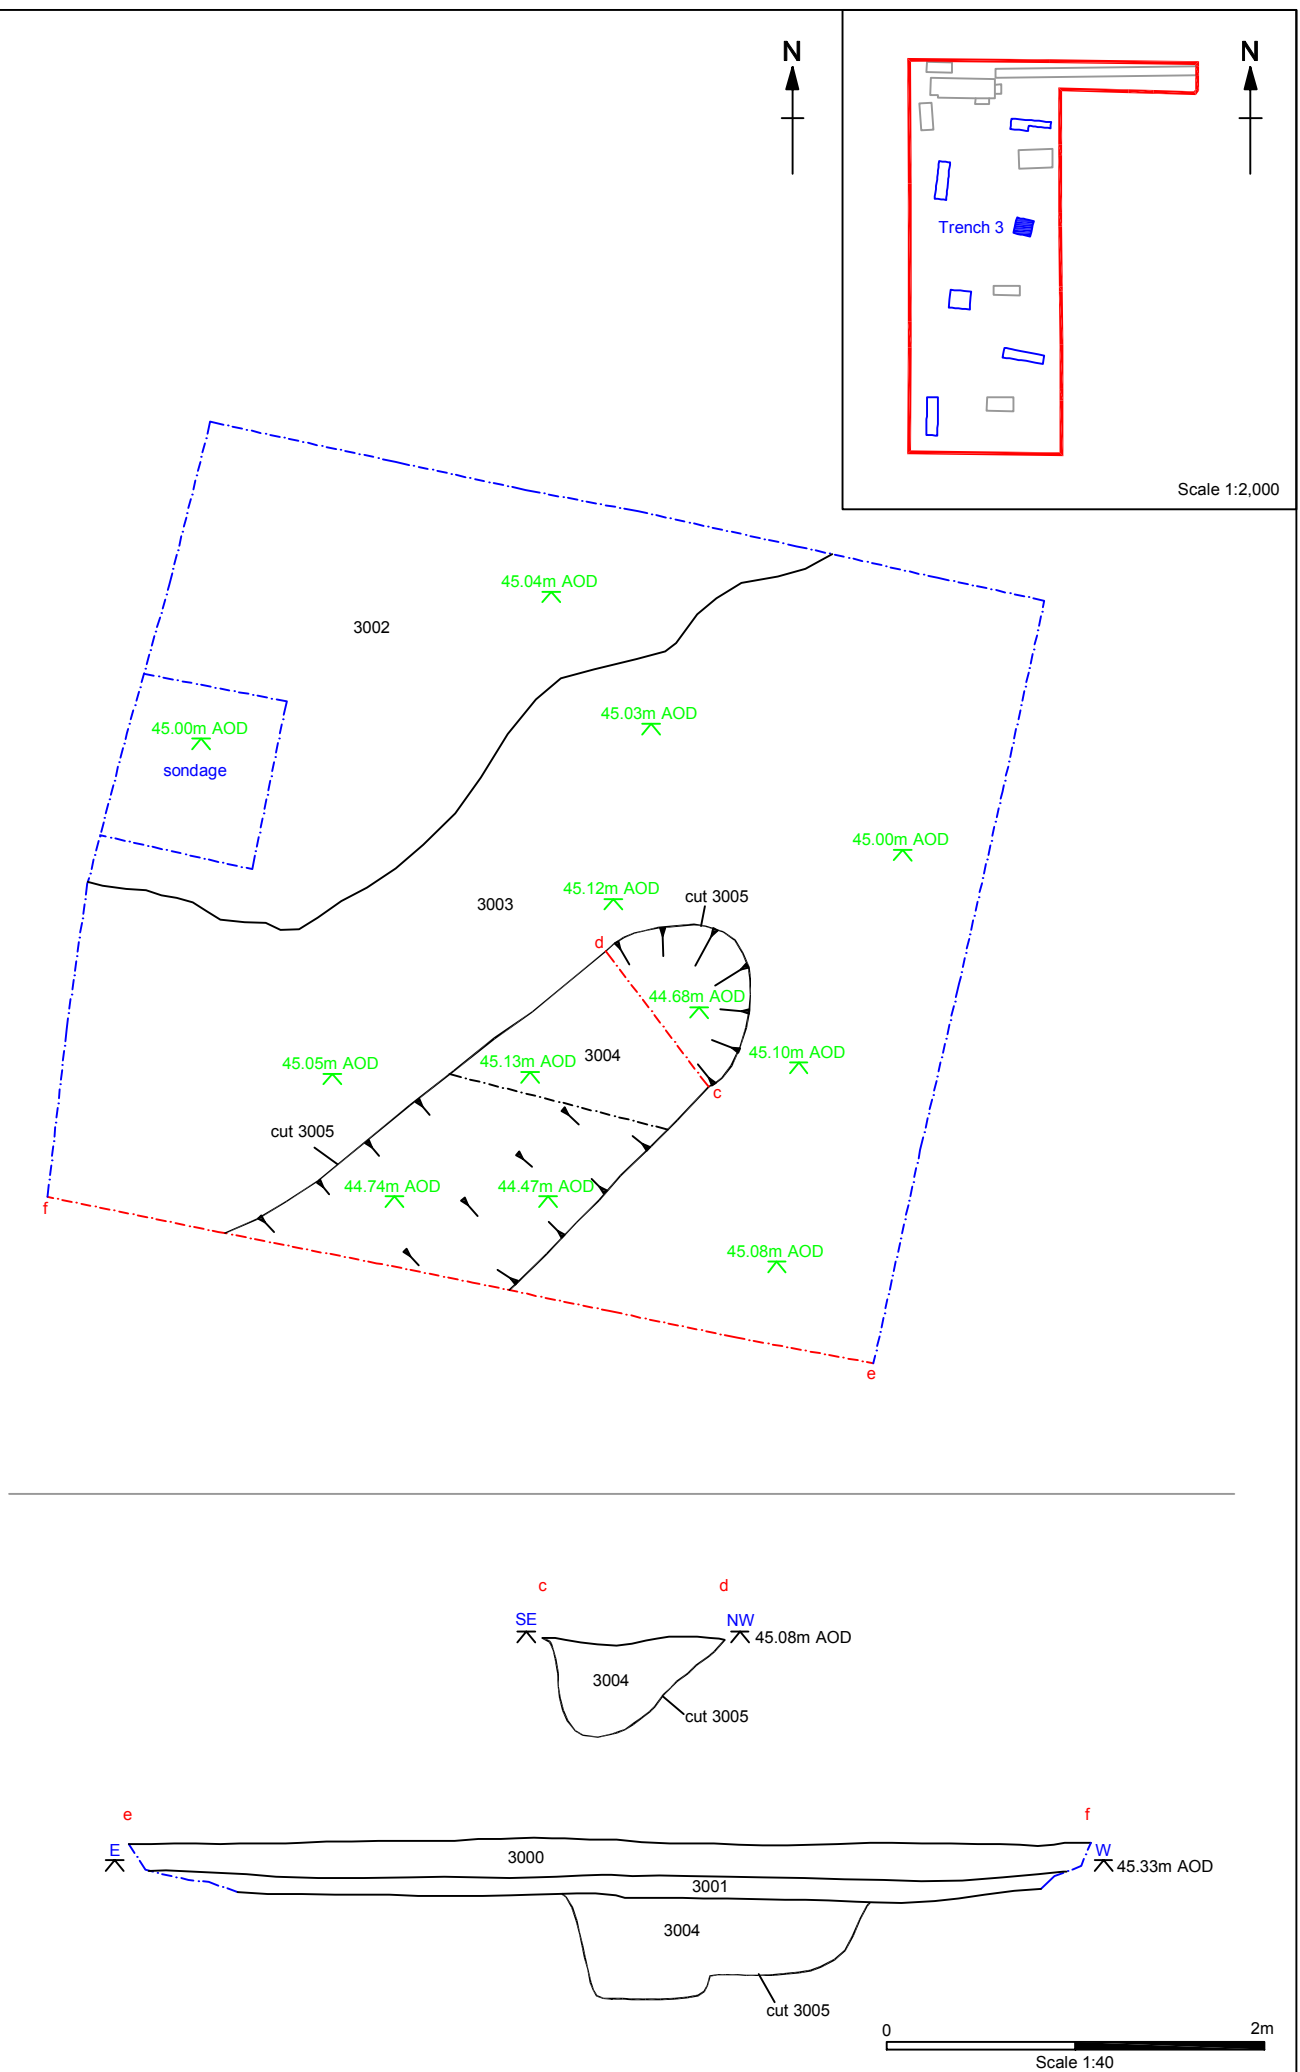 N
N
Trench 3
Scale 1:2,000
45.04m AOD
3002
45.03m AOD
45.00m AOD
sondage
45.00m AOD
45.12m AOD
cut 3005
3003
d
44.68m AOD
3004
45.10m AOD
45.05m AOD
45.13m AOD
c
cut 3005
44.74m AOD
44.47m AOD
f
45.08m AOD
e
c
d
SE
NW
45.08m AOD
3004
cut 3005
e
f
E
W
3000
45.33m AOD
3001
3004
cut 3005
0
2m
Scale 1:40